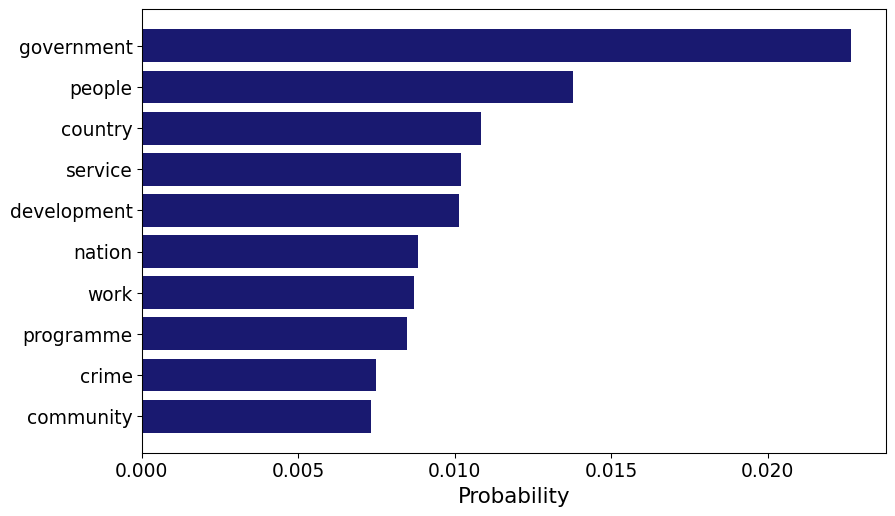 government
people
country
service
development
nation
work
programme
crime
community
0.000 0.005 0.010 0.015 0.020
Probability